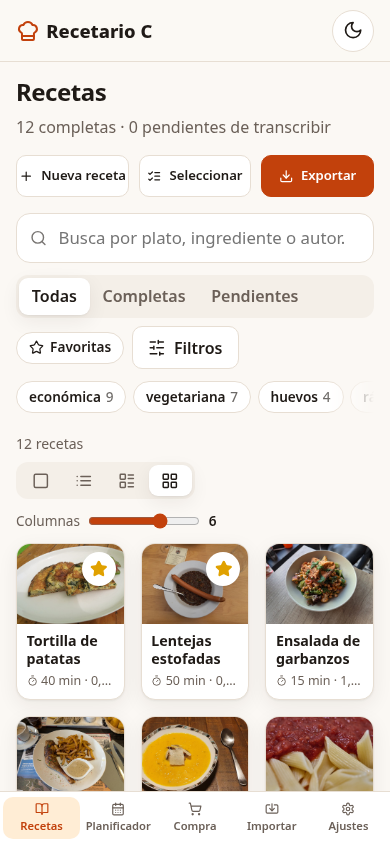 Recetario C
Recetas
12 completas · 0 pendientes de transcribir
Nueva receta
Seleccionar
Exportar
Busca por plato, ingrediente o autor.
Todas
Completas
Pendientes
Favoritas
Filtros
económica 9
vegetariana 7
huevos 4
12 recetas
Columnas
6
Tortilla de
patatas
40 min · 0,...
Lentejas
estofadas
50 min · 0,...
Ensalada de
garbanzos
15 min · 1,...
Recetas
Planificador
Compra
Importar
Ajustes